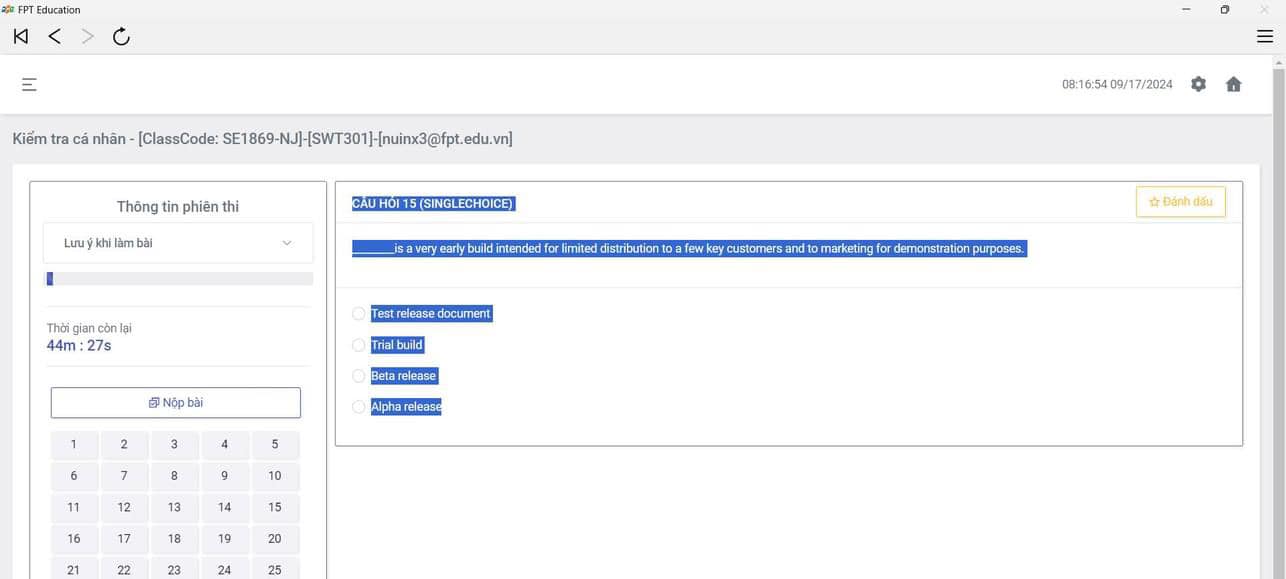 FPT Education
08:16:54 09/17/2024
Kiểm tra cá nhân - [ClassCode: SE1869-NJ]-[SWT301]-[nuinx3@fpt.edu.vn]
Thông tin phiên thi
Lưu ý khi làm bài
Thời gian còn lại
44m : 27s
Nộp bài
1 2 3 4 5
6 7 8 9 10
11 12 13 14 15
16 17 18 19 20
21 22 23 24 25
CÂU HỎI 15 (SINGLECHOICE)
Đánh dấu
_______is a very early build intended for limited distribution to a few key customers and to marketing for demonstration purposes.
Test release document
Trial build
Beta release
Alpha release